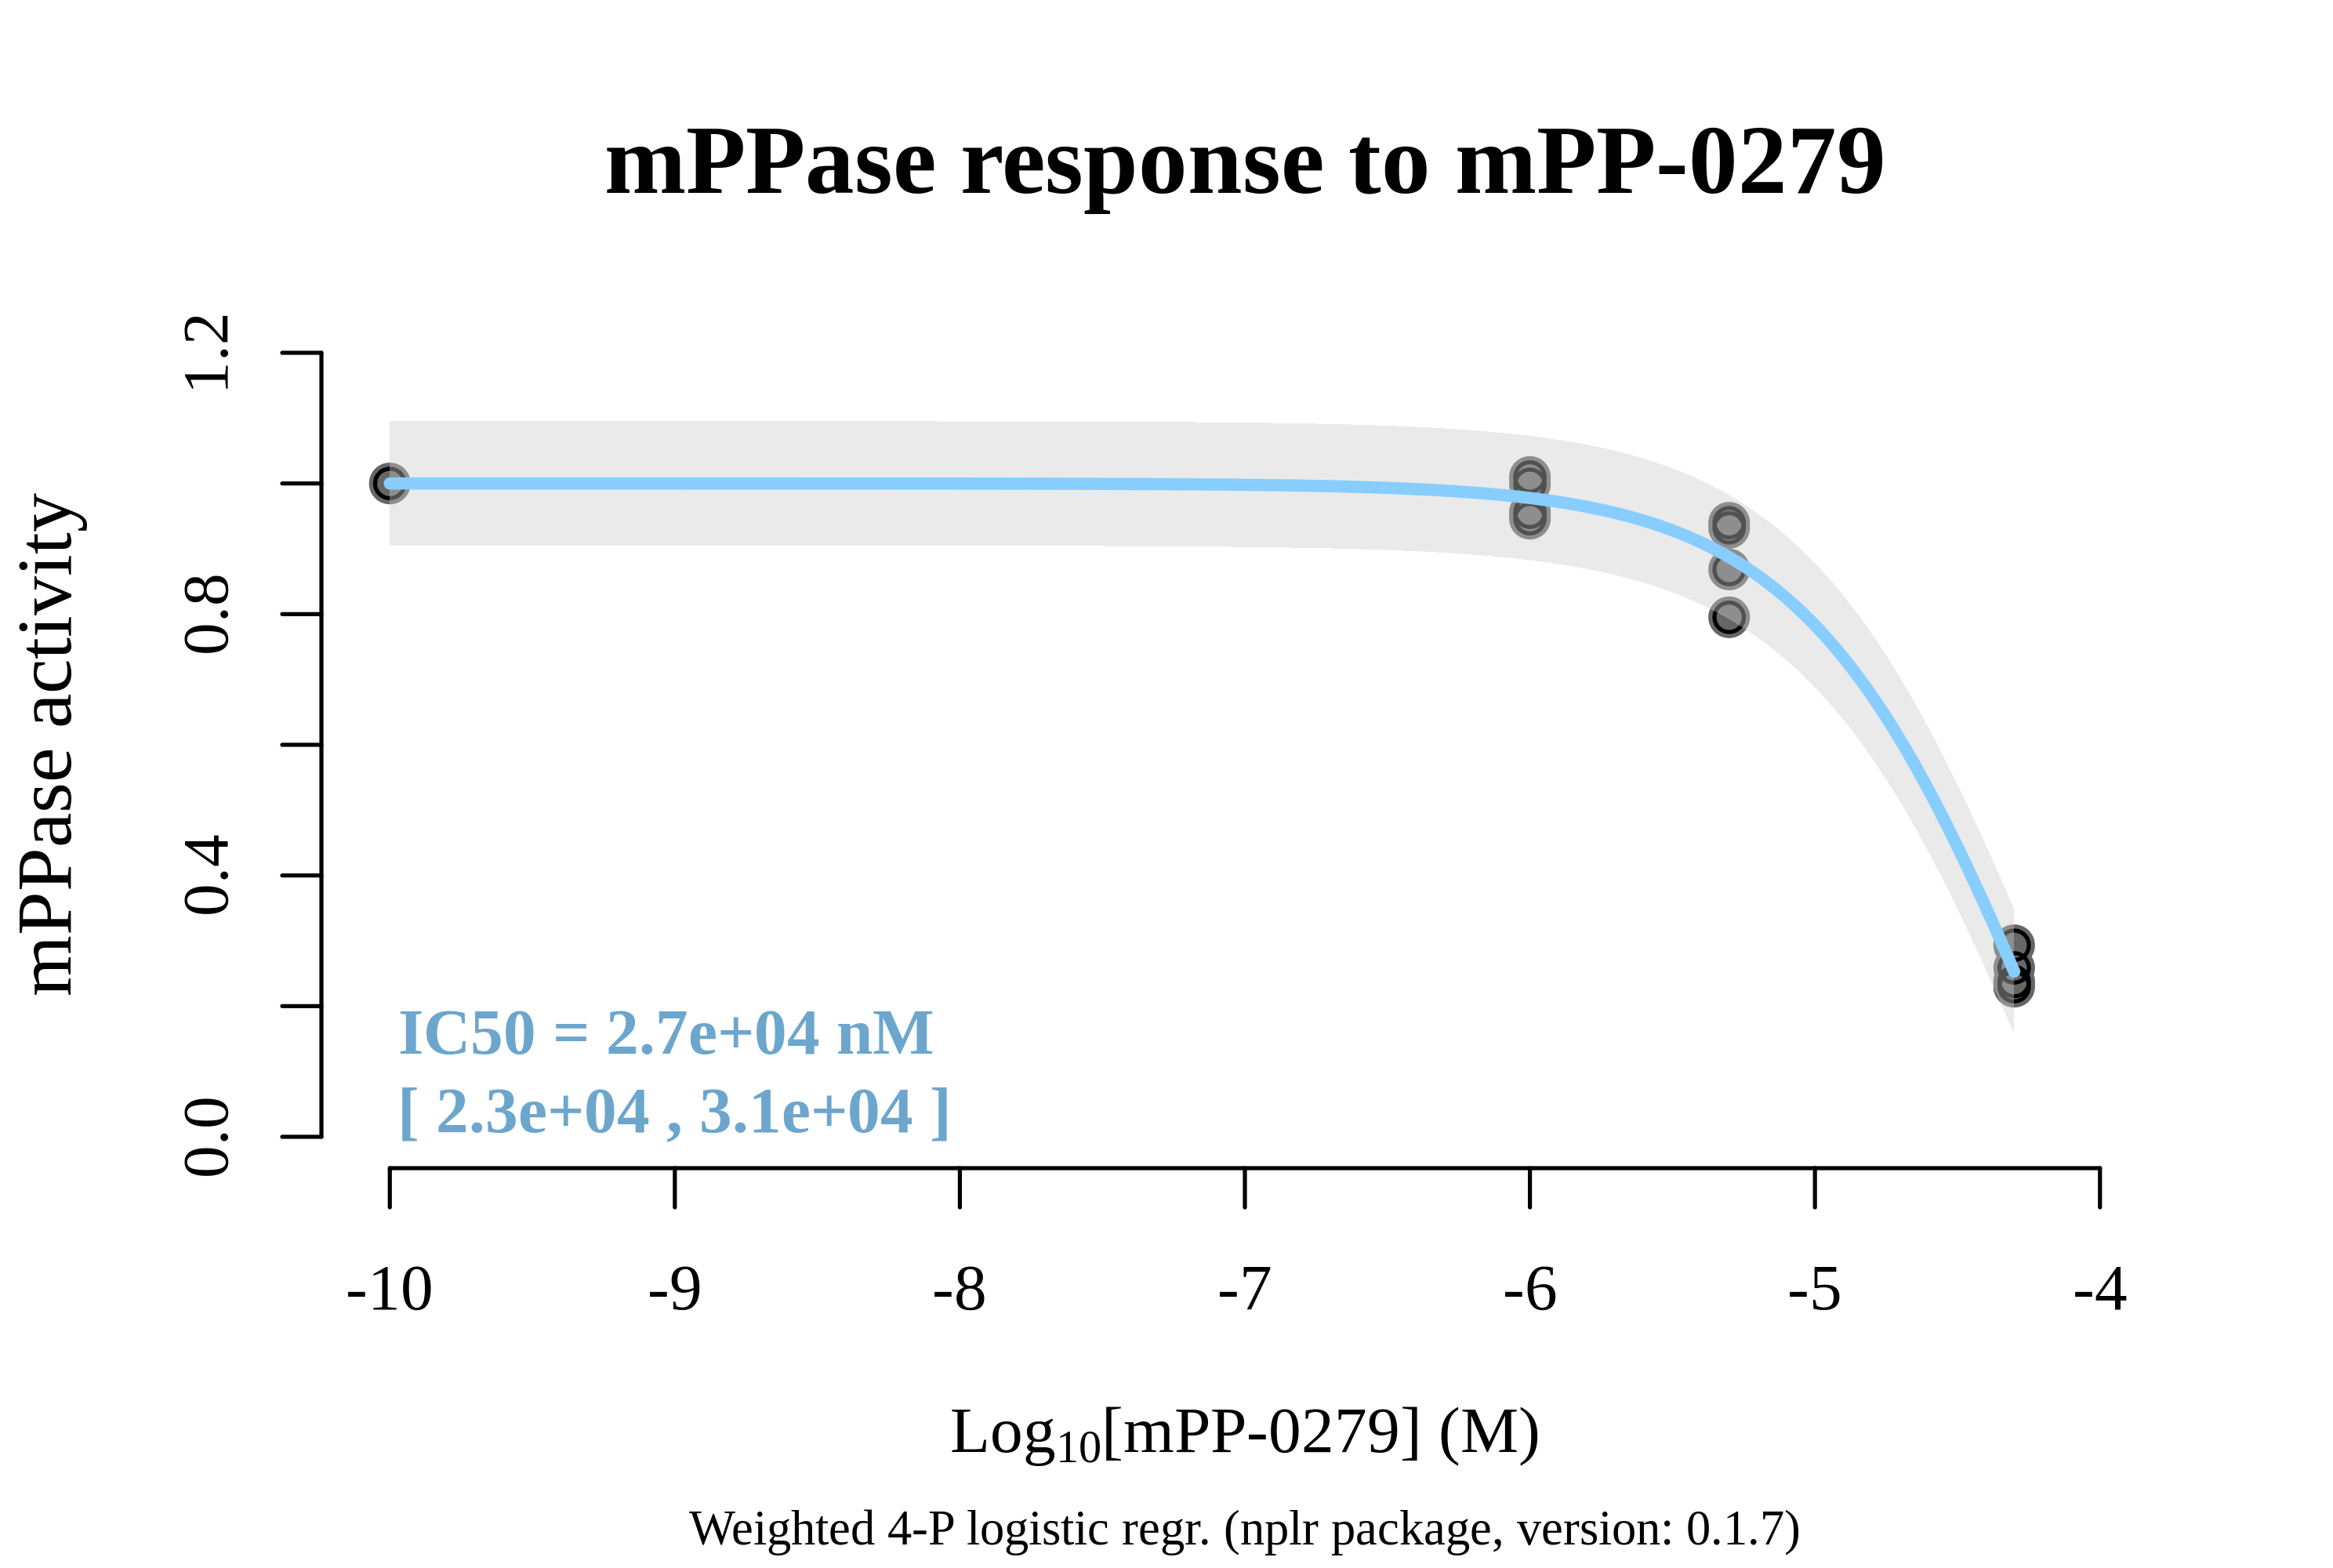 mPPase response to mPP-0279
mPPase activity
1.2
0.8
0.4
0.0
IC50 = 2.7e+04 nM
[ 2.3e+04 , 3.1e+04 ]
-10 -9 -8 -7 -6 -5 -4
Log10[mPP-0279] (M)
Weighted 4-P logistic regr. (nplr package, version: 0.1.7)